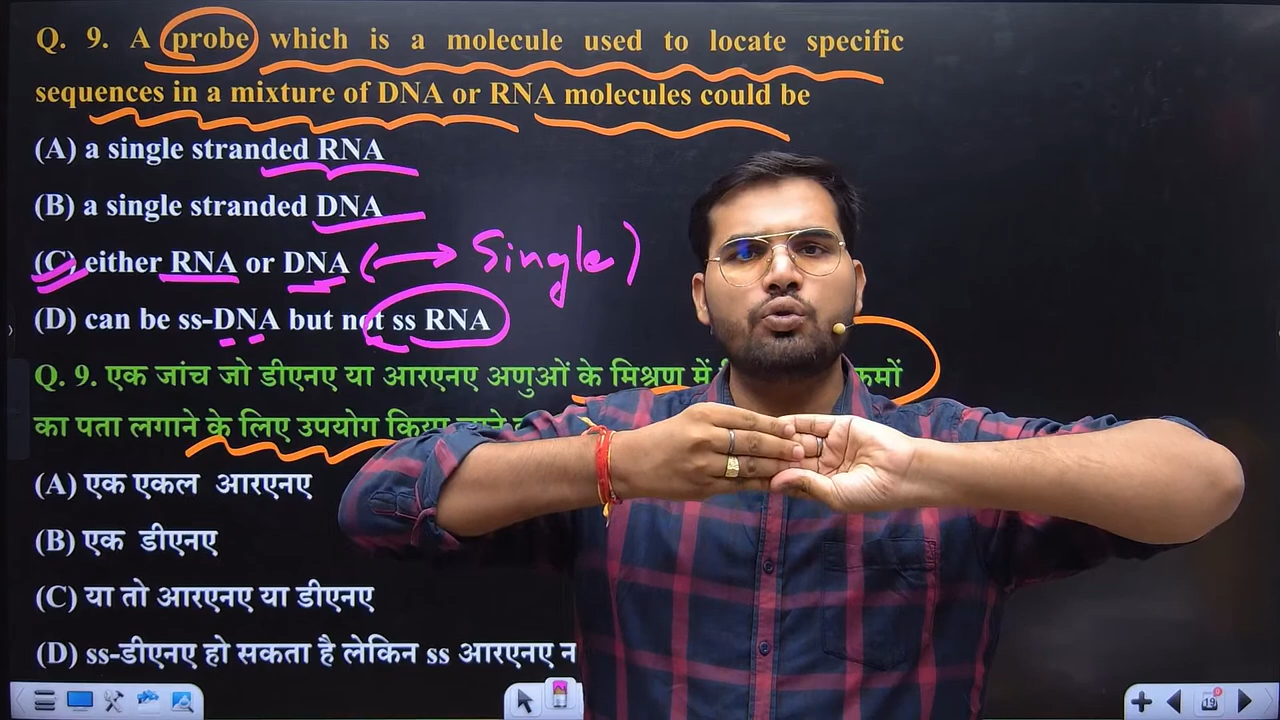 Q. 9. A probe which is a molecule used to locate specific
sequences in a mixture of DNA or RNA molecules could be
(A) a single stranded RNA
(B) a single stranded DNA
(C) either RNA or DNA (⟷ Single)
(D) can be ss-DNA but not ss RNA
Q. 9. एक जांच जो डीएनए या आरएनए अणुओं के मिश्रण में
का पता लगाने के लिए उपयोग किया
(A) एक एकल आरएनए
(B) एक डीएनए
(C) या तो आरएनए या डीएनए
(D) ss-डीएनए हो सकता है लेकिन ss आरएनए
19